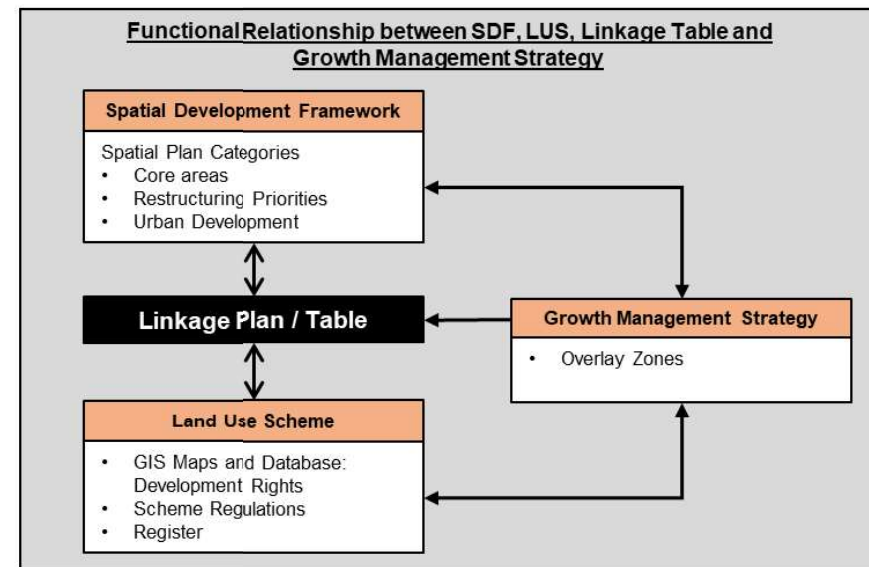 Functional Relationship between SDF, LUS, Linkage Table and
Growth Management Strategy
Spatial Development Framework
Spatial Plan Categories
• Core areas
• Restructuring Priorities
• Urban Development
Linkage Plan / Table
Growth Management Strategy
• Overlay Zones
Land Use Scheme
• GIS Maps and Database:
Development Rights
• Scheme Regulations
• Register